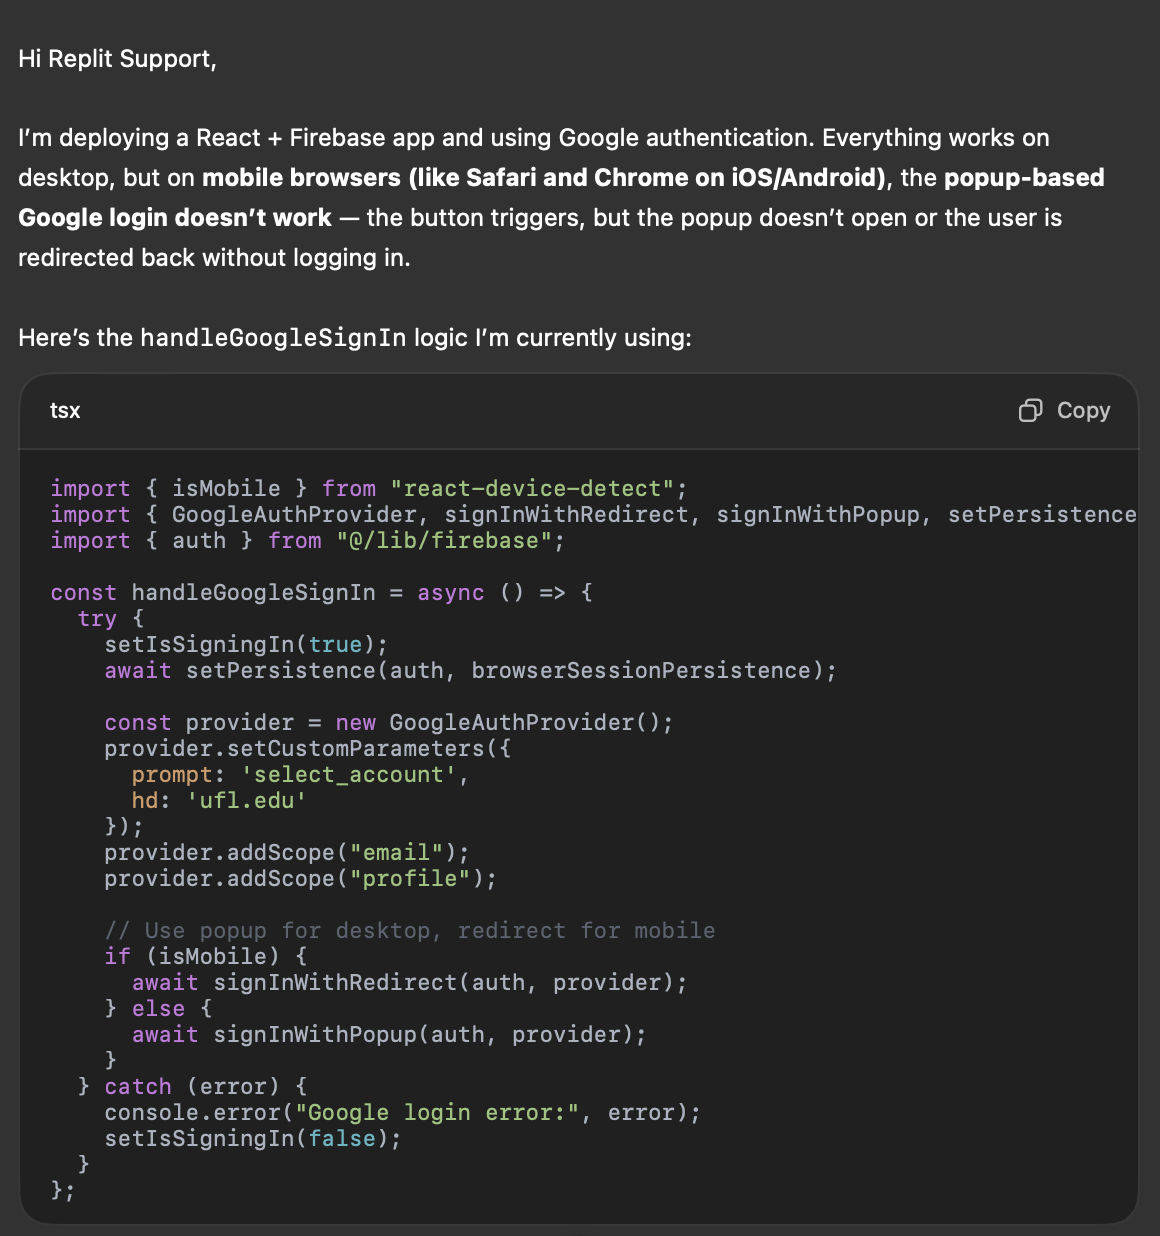 Hi Replit Support,
I’m deploying a React + Firebase app and using Google authentication. Everything works on
desktop, but on mobile browsers (like Safari and Chrome on iOS/Android), the popup-based
Google login doesn’t work — the button triggers, but the popup doesn’t open or the user is
redirected back without logging in.
Here’s the handleGoogleSignIn logic I’m currently using:
tsx
Copy
import { isMobile } from "react-device-detect";
import { GoogleAuthProvider, signInWithRedirect, signInWithPopup, setPersistence
import { auth } from "@/lib/firebase";
const handleGoogleSignIn = async () => {
  try {
    setIsSigningIn(true);
    await setPersistence(auth, browserSessionPersistence);
    const provider = new GoogleAuthProvider();
    provider.setCustomParameters({
      prompt: 'select_account',
      hd: 'ufl.edu'
    });
    provider.addScope("email");
    provider.addScope("profile");
    // Use popup for desktop, redirect for mobile
    if (isMobile) {
      await signInWithRedirect(auth, provider);
    } else {
      await signInWithPopup(auth, provider);
    }
  } catch (error) {
    console.error("Google login error:", error);
    setIsSigningIn(false);
  }
};